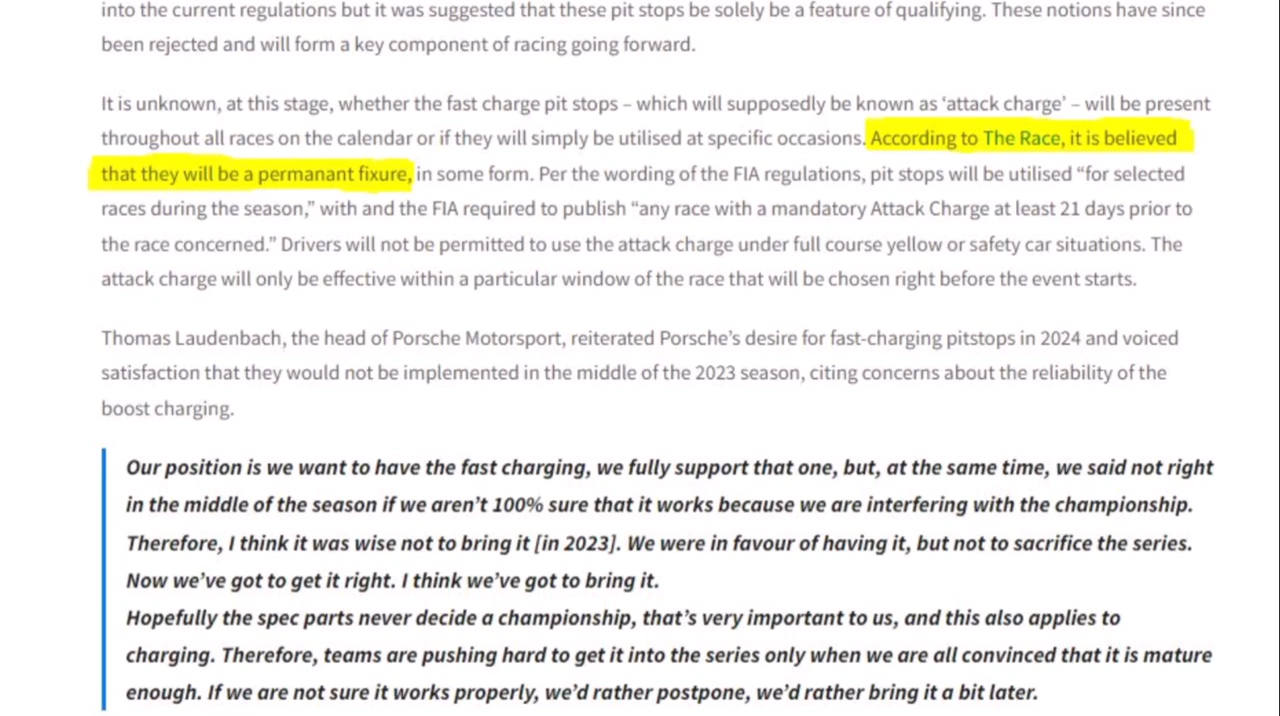 into the current regulations but it was suggested that these pit stops be solely be a feature of qualifying. These notions have since
been rejected and will form a key component of racing going forward.
It is unknown, at this stage, whether the fast charge pit stops – which will supposedly be known as ‘attack charge’ – will be present
throughout all races on the calendar or if they will simply be utilised at specific occasions. According to The Race, it is believed
that they will be a permanant fixure, in some form. Per the wording of the FIA regulations, pit stops will be utilised “for selected
races during the season,” with and the FIA required to publish “any race with a mandatory Attack Charge at least 21 days prior to
the race concerned.” Drivers will not be permitted to use the attack charge under full course yellow or safety car situations. The
attack charge will only be effective within a particular window of the race that will be chosen right before the event starts.
Thomas Laudenbach, the head of Porsche Motorsport, reiterated Porsche’s desire for fast-charging pitstops in 2024 and voiced
satisfaction that they would not be implemented in the middle of the 2023 season, citing concerns about the reliability of the
boost charging.
Our position is we want to have the fast charging, we fully support that one, but, at the same time, we said not right
in the middle of the season if we aren’t 100% sure that it works because we are interfering with the championship.
Therefore, I think it was wise not to bring it [in 2023]. We were in favour of having it, but not to sacrifice the series.
Now we’ve got to get it right. I think we’ve got to bring it.
Hopefully the spec parts never decide a championship, that’s very important to us, and this also applies to
charging. Therefore, teams are pushing hard to get it into the series only when we are all convinced that it is mature
enough. If we are not sure it works properly, we’d rather postpone, we’d rather bring it a bit later.